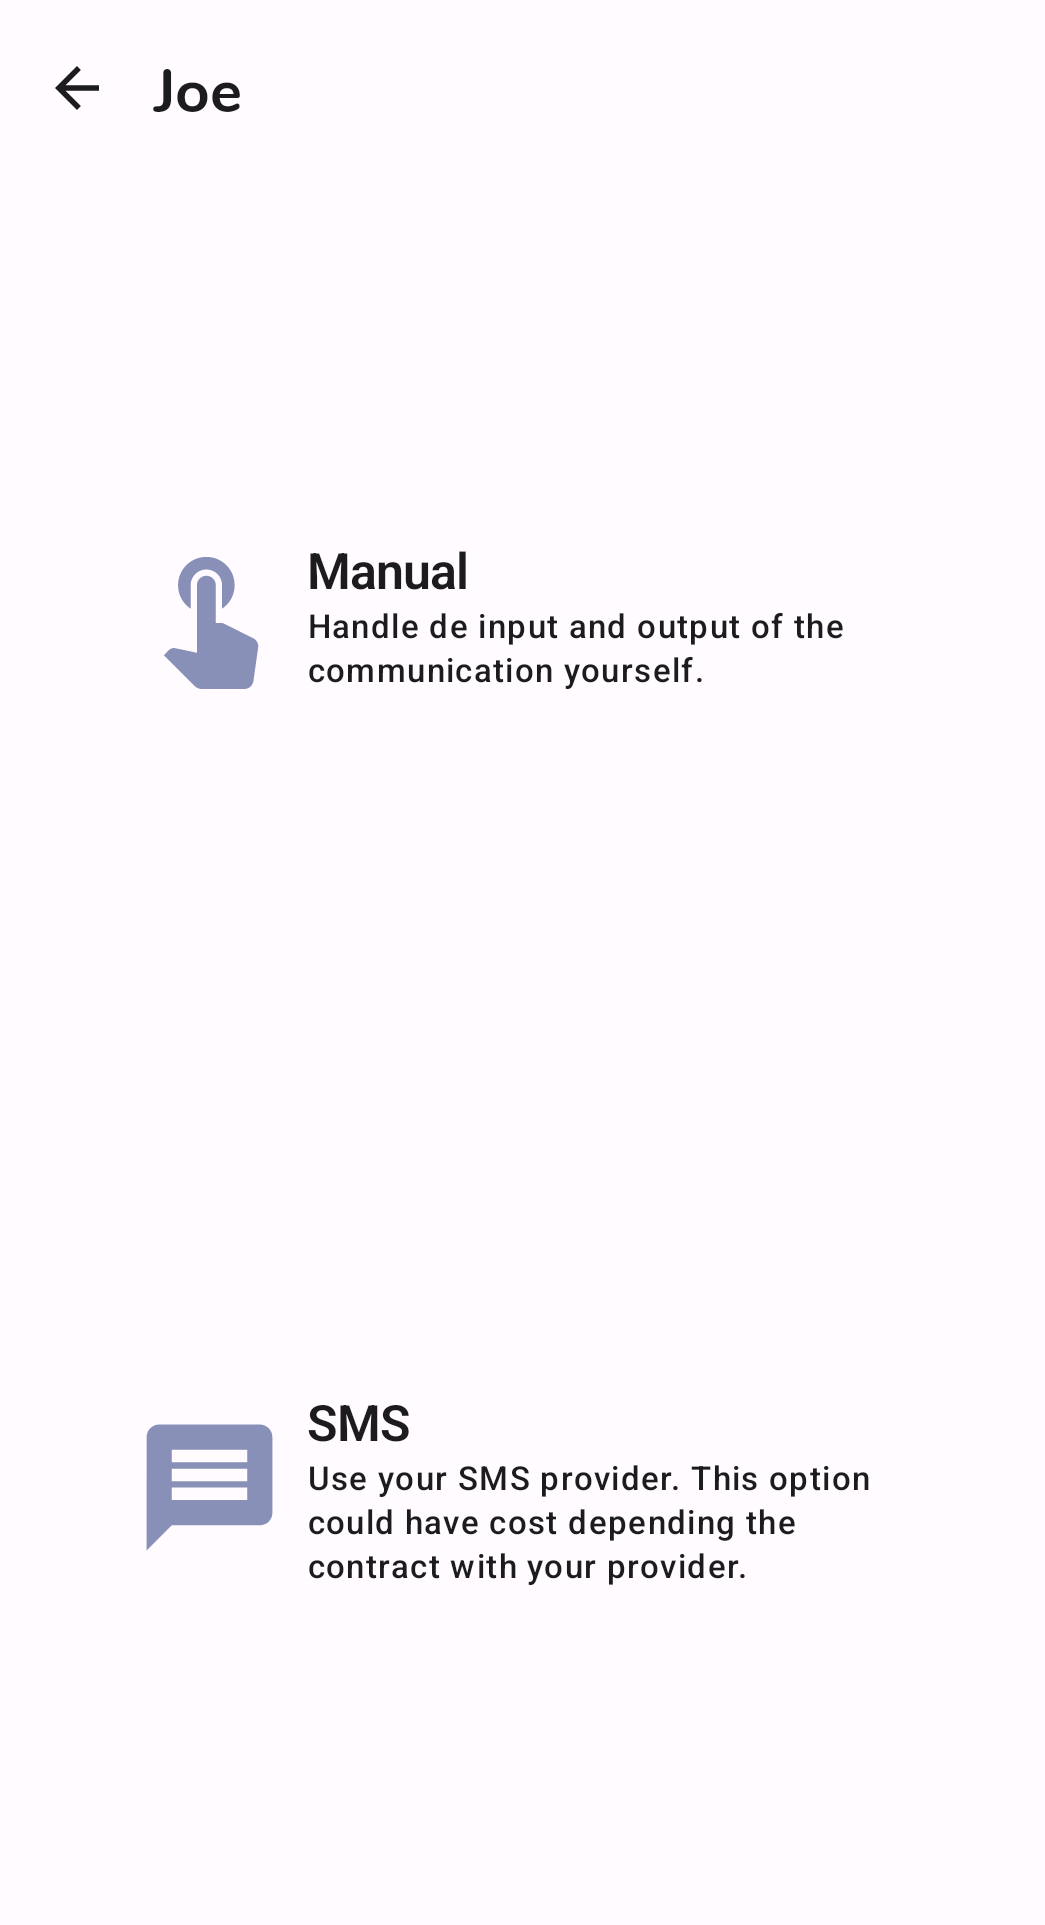 Joe
Manual
Handle de input and output of the
communication yourself.
SMS
Use your SMS provider. This option
could have cost depending the
contract with your provider.